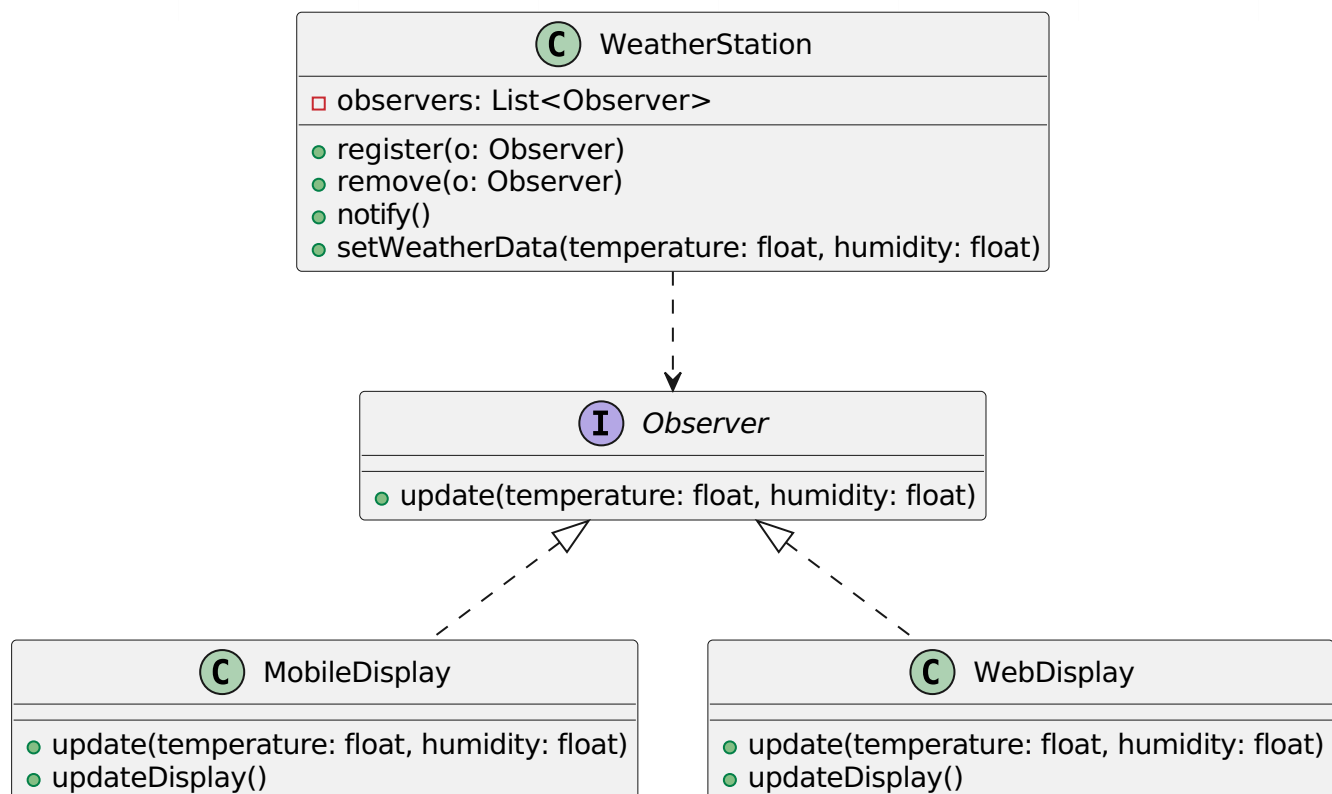 C WeatherStation
observers: List<Observer>
register(o: Observer)
remove(o: Observer)
notify()
setWeatherData(temperature: float, humidity: float)
I Observer
update(temperature: float, humidity: float)
C MobileDisplay
update(temperature: float, humidity: float)
updateDisplay()
C WebDisplay
update(temperature: float, humidity: float)
updateDisplay()